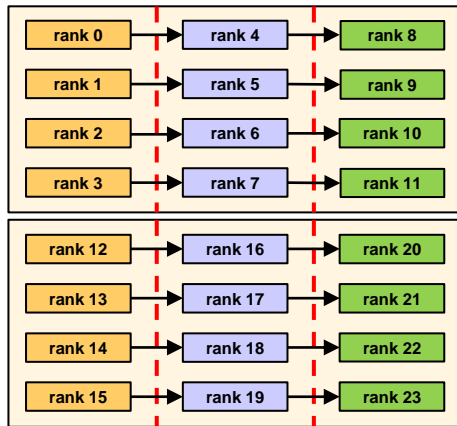 rank 0 rank 4 rank 8
rank 1 rank 5 rank 9
rank 2 rank 6 rank 10
rank 3 rank 7 rank 11
rank 12 rank 16 rank 20
rank 13 rank 17 rank 21
rank 14 rank 18 rank 22
rank 15 rank 19 rank 23